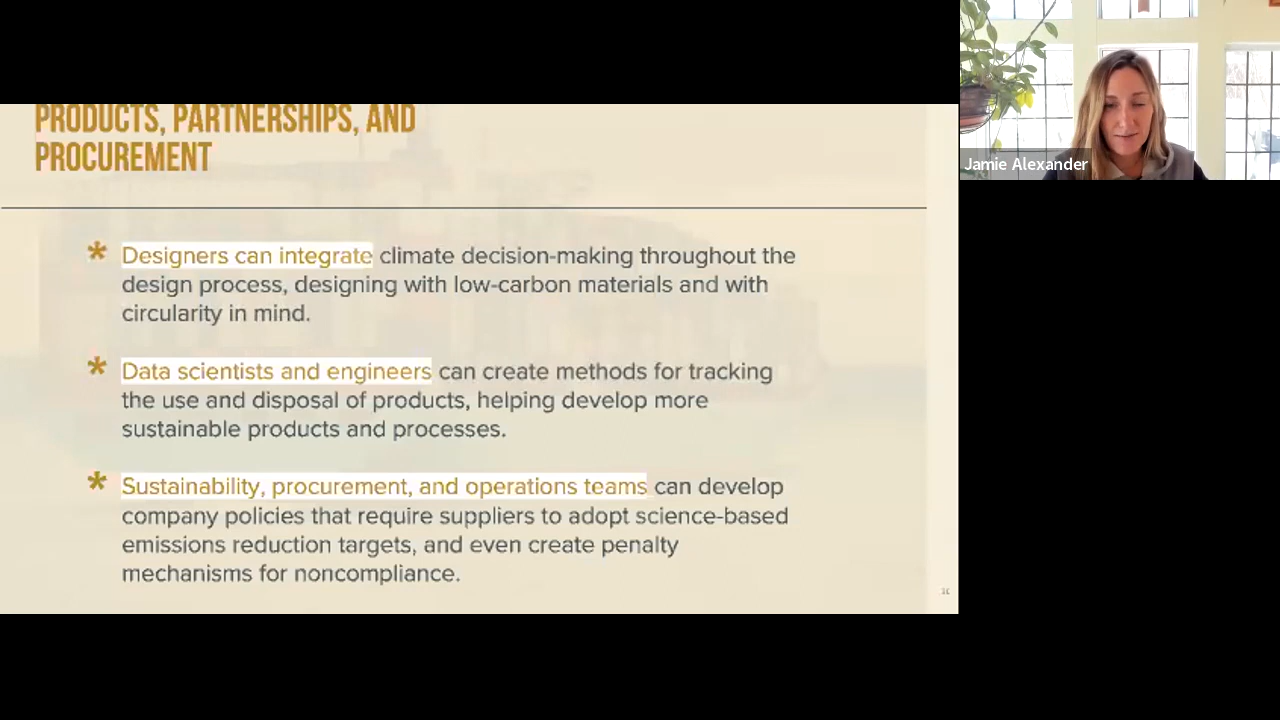 PRODUCTS, PARTNERSHIPS, AND
PROCUREMENT
* Designers can integrate climate decision-making throughout the
design process, designing with low-carbon materials and with
circularity in mind.
* Data scientists and engineers can create methods for tracking
the use and disposal of products, helping develop more
sustainable products and processes.
* Sustainability, procurement, and operations teams can develop
company policies that require suppliers to adopt science-based
emissions reduction targets, and even create penalty
mechanisms for noncompliance.
Jamie Alexander